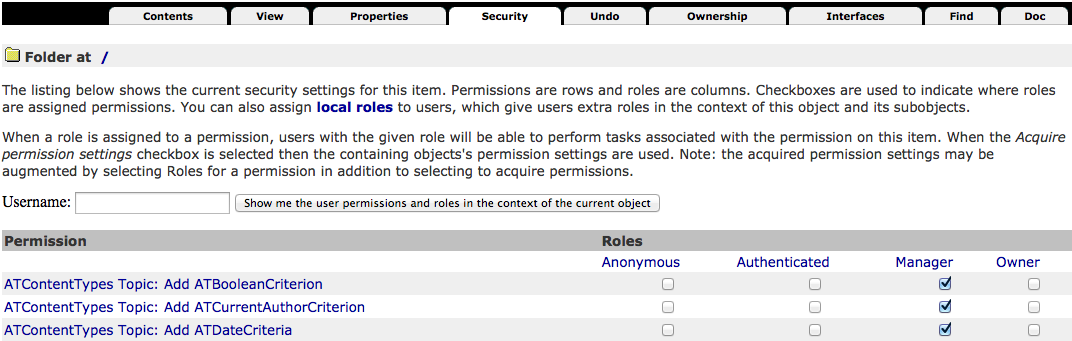 Contents View Properties Security Undo Ownership Interfaces Find Doc
Folder at /
The listing below shows the current security settings for this item. Permissions are rows and roles are columns. Checkboxes are used to indicate where roles
are assigned permissions. You can also assign local roles to users, which give users extra roles in the context of this object and its subobjects.
When a role is assigned to a permission, users with the given role will be able to perform tasks associated with the permission on this item. When the Acquire
permission settings checkbox is selected then the containing objects's permission settings are used. Note: the acquired permission settings may be
augmented by selecting Roles for a permission in addition to selecting to acquire permissions.
Username: Show me the user permissions and roles in the context of the current object
Permission Roles
Anonymous Authenticated Manager Owner
ATContentTypes Topic: Add ATBooleanCriterion
ATContentTypes Topic: Add ATCurrentAuthorCriterion
ATContentTypes Topic: Add ATDateCriteria